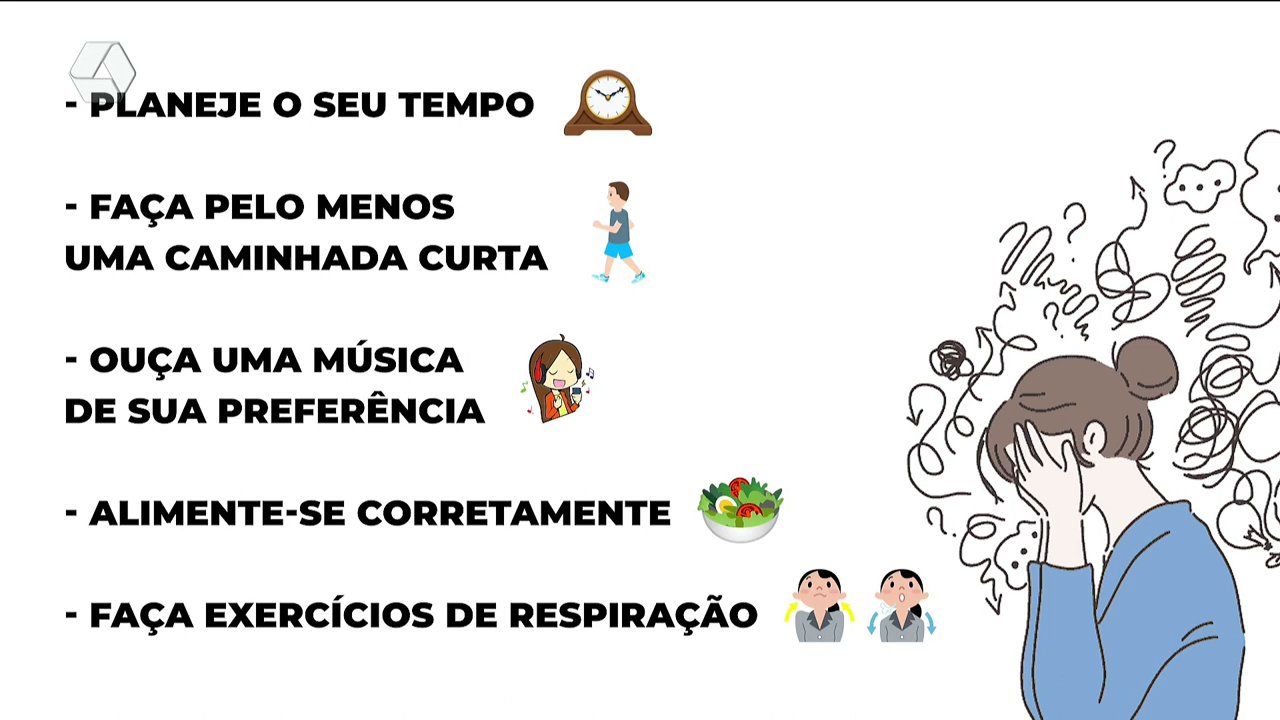 - PLANEJE O SEU TEMPO
- FAÇA PELO MENOS
UMA CAMINHADA CURTA
- OUÇA UMA MÚSICA
DE SUA PREFERÊNCIA
- ALIMENTE-SE CORRETAMENTE
- FAÇA EXERCÍCIOS DE RESPIRAÇÃO